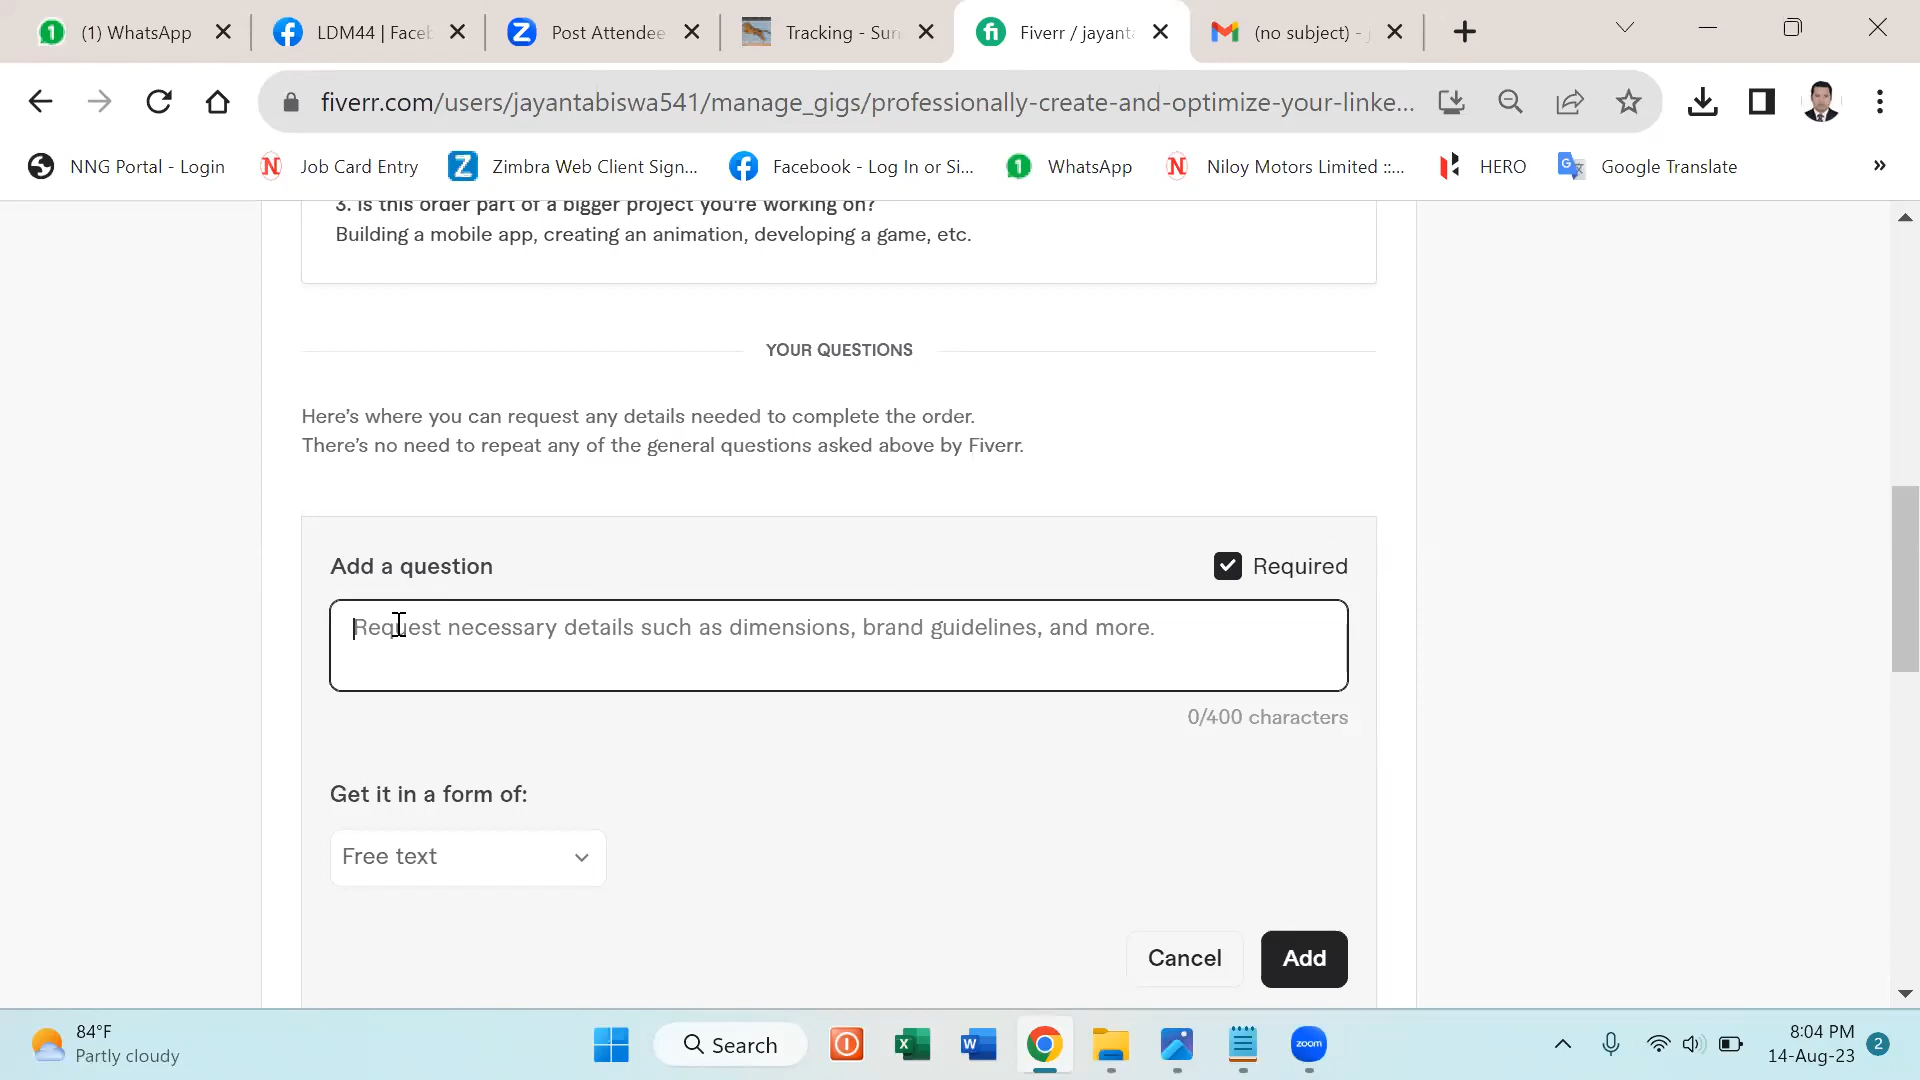 (1) WhatsApp
LDM44 | Faceb
Post Attendee
Tracking - Sun
Fiverr / jayanta
(no subject) - j
fiverr.com/users/jayantabiswa541/manage_gigs/professionally-create-and-optimize-your-linke...
NNG Portal - Login
Job Card Entry
Zimbra Web Client Sign...
Facebook - Log In or Si...
WhatsApp
Niloy Motors Limited ::...
HERO
Google Translate
»
3. Is this order part of a bigger project you're working on?
Building a mobile app, creating an animation, developing a game, etc.
YOUR QUESTIONS
Here's where you can request any details needed to complete the order.
There's no need to repeat any of the general questions asked above by Fiverr.
Add a question
Required
Request necessary details such as dimensions, brand guidelines, and more.
0/400 characters
Get it in a form of:
Free text
Cancel
Add
84°F
Partly cloudy
Search
zoom
8:04 PM
14-Aug-23
2